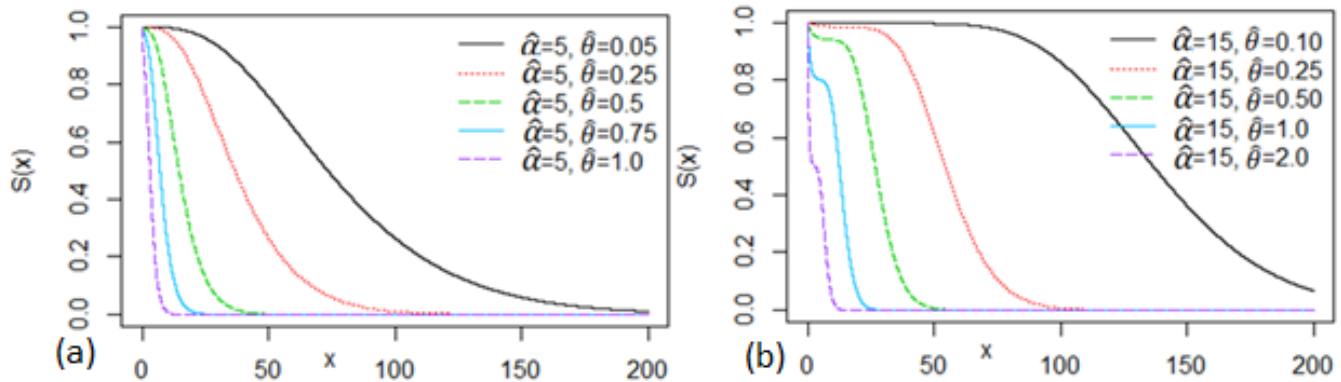 1.0
0.8
0.6
0.4
0.2
0.0
S(x)
α̂=5, θ̂=0.05
α̂=5, θ̂=0.25
α̂=5, θ̂=0.5
α̂=5, θ̂=0.75
α̂=5, θ̂=1.0
0 50 100 150 200
x
(a)
1.0
0.8
0.6
0.4
0.2
0.0
S(x)
α̂=15, θ̂=0.10
α̂=15, θ̂=0.25
α̂=15, θ̂=0.50
α̂=15, θ̂=1.0
α̂=15, θ̂=2.0
0 50 100 150 200
x
(b)